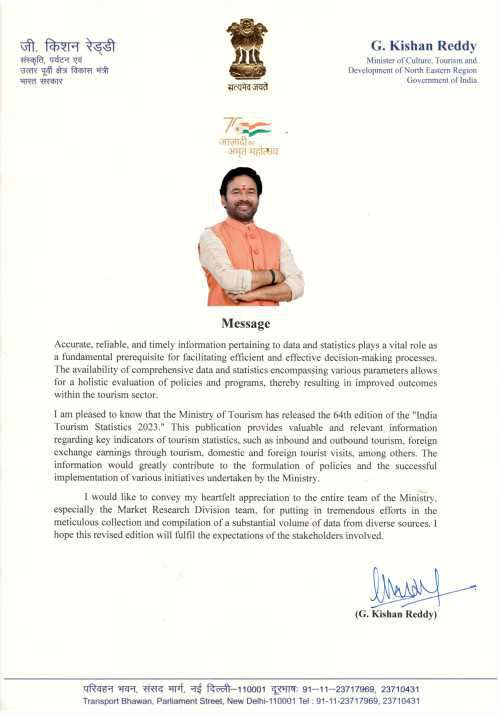 जी. किशन रेड्डी
संस्कृति, पर्यटन एवं
उत्तर पूर्वी क्षेत्र विकास मंत्री
भारत सरकार
सत्यमेव जयते
G. Kishan Reddy
Minister of Culture, Tourism and
Development of North Eastern Region
Government of India
आज़ादी का
अमृत महोत्सव
Message
Accurate, reliable, and timely information pertaining to data and statistics plays a vital role as
a fundamental prerequisite for facilitating efficient and effective decision-making processes.
The availability of comprehensive data and statistics encompassing various parameters allows
for a holistic evaluation of policies and programs, thereby resulting in improved outcomes
within the tourism sector.
I am pleased to know that the Ministry of Tourism has released the 64th edition of the "India
Tourism Statistics 2023." This publication provides valuable and relevant information
regarding key indicators of tourism statistics, such as inbound and outbound tourism, foreign
exchange earnings through tourism, domestic and foreign tourist visits, among others. The
information would greatly contribute to the formulation of policies and the successful
implementation of various initiatives undertaken by the Ministry.
I would like to convey my heartfelt appreciation to the entire team of the Ministry,
especially the Market Research Division team, for putting in tremendous efforts in the
meticulous collection and compilation of a substantial volume of data from diverse sources. I
hope this revised edition will fulfil the expectations of the stakeholders involved.
(G. Kishan Reddy)
परिवहन भवन, संसद मार्ग, नई दिल्ली–110001 दूरभाषः 91–11–23717969, 23710431
Transport Bhawan, Parliament Street, New Delhi-110001 Tel : 91-11-23717969, 23710431